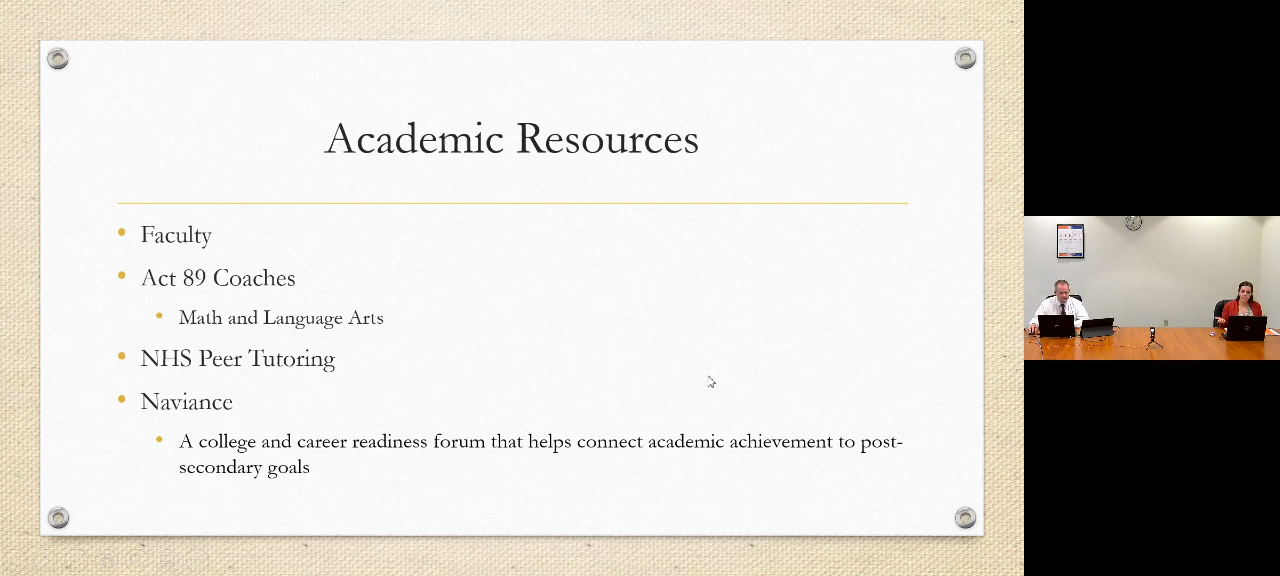 Academic Resources
Faculty
Act 89 Coaches
Math and Language Arts
NHS Peer Tutoring
Naviance
A college and career readiness forum that helps connect academic achievement to post-
secondary goals